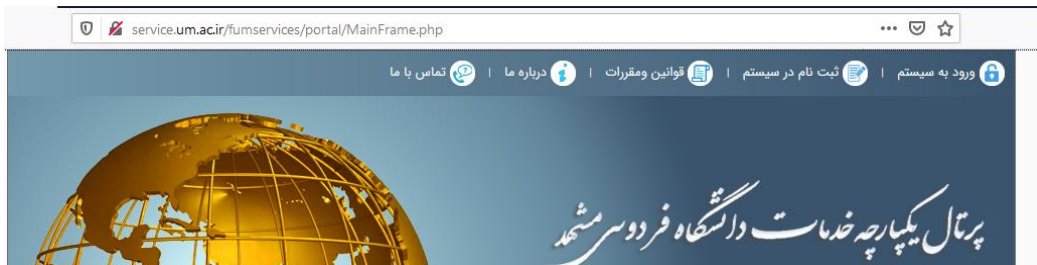 service.um.ac.ir/fumservices/portal/MainFrame.php
ورود به سیستم | ثبت نام در سیستم | قوانین ومقررات | درباره ما | تماس با ما
پرتال یکپارچه خدمات دانشگاه فردوسی مشهد